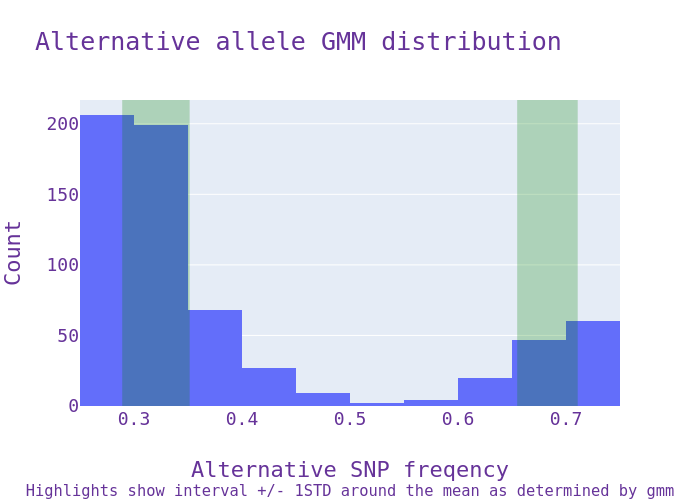 Alternative allele GMM distribution
200
150
100
50
0
Count
0.3 0.4 0.5 0.6 0.7
Alternative SNP freqency
Highlights show interval +/- 1STD around the mean as determined by gmm